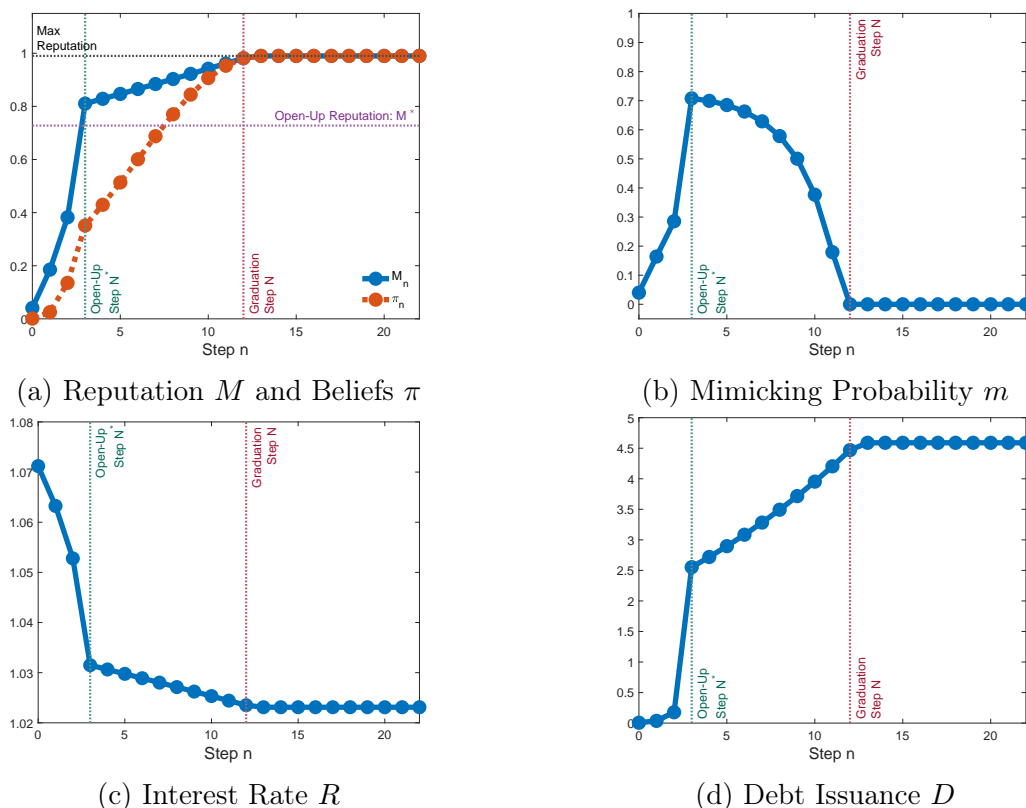 Max
Reputation
Open-Up Reputation: M*
Open-Up
Step N*
Graduation
Step N
M_n
π_n
0
0.2
0.4
0.6
0.8
1
0
5
10
15
20
Step n
(a) Reputation M and Beliefs π
0
0.1
0.2
0.3
0.4
0.5
0.6
0.7
0.8
0.9
1
Open-Up
Step N*
Graduation
Step N
0
5
10
15
20
Step n
(b) Mimicking Probability m
1.08
1.07
1.06
1.05
1.04
1.03
1.02
Open-Up
Step N*
Graduation
Step N
0
5
10
15
20
Step n
(c) Interest Rate R
5
4.5
4
3.5
3
2.5
2
1.5
1
0.5
0
Open-Up
Step N*
Graduation
Step N
0
5
10
15
20
Step n
(d) Debt Issuance D